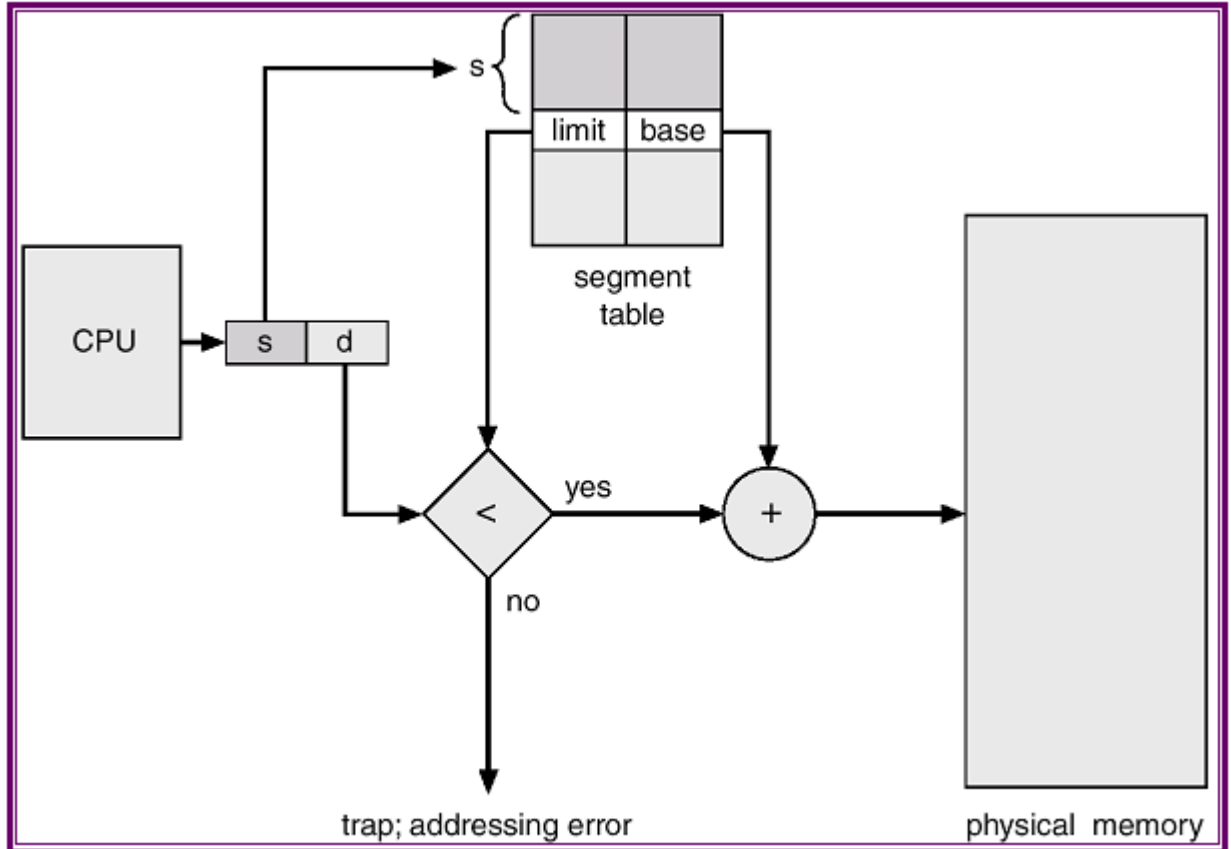 s
limit base
segment
table
CPU
s d
<
yes
+
no
trap; addressing error
physical memory